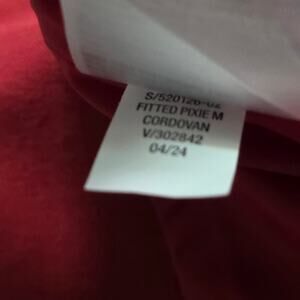 S/520126-02
FITTED PIXIE M
CORDOVAN
V/302842
04/24